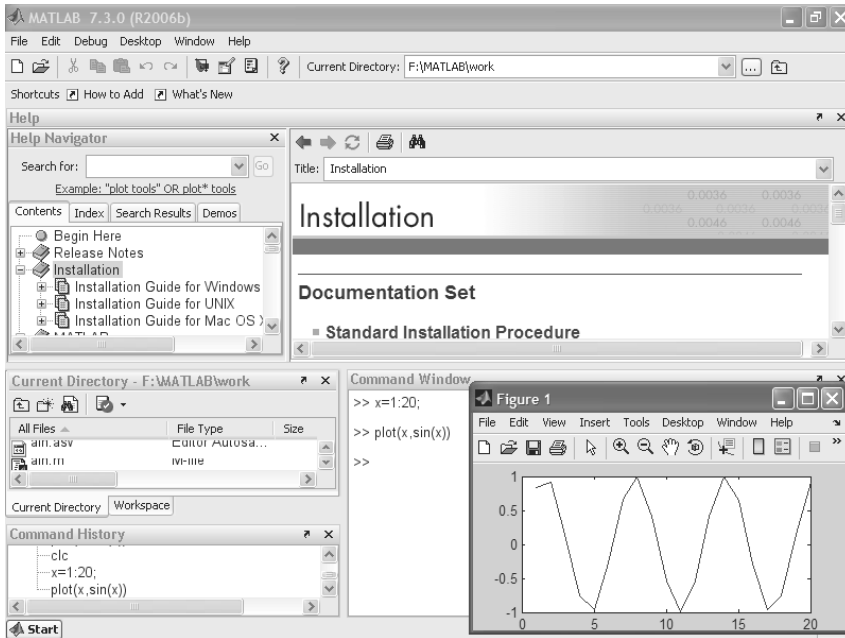 MATLAB 7.3.0 (R2006b)
File Edit Debug Desktop Window Help
Current Directory: F:\MATLAB\work
Shortcuts How to Add What's New
Help
Help Navigator
Search for: Go
Example: "plot tools" OR plot* tools
Contents Index Search Results Demos
Begin Here
Release Notes
Installation
Installation Guide for Windows
Installation Guide for UNIX
Installation Guide for Mac OS
MATLAB
Title: Installation
0.0036 0.0036
0.0036 0.0036
0.0046 0.0046
Installation
Documentation Set
Standard Installation Procedure
Current Directory - F:\MATLAB\work
All Files File Type Size
ain.asv Editor Autosa...
ain.m M-file
Current Directory Workspace
Command History
clc
x=1:20;
plot(x,sin(x))
Start
Command Window
>> x=1:20;
>> plot(x,sin(x))
>>
Figure 1
File Edit View Insert Tools Desktop Window Help
1
0.5
0
-0.5
-1
0 5 10 15 20